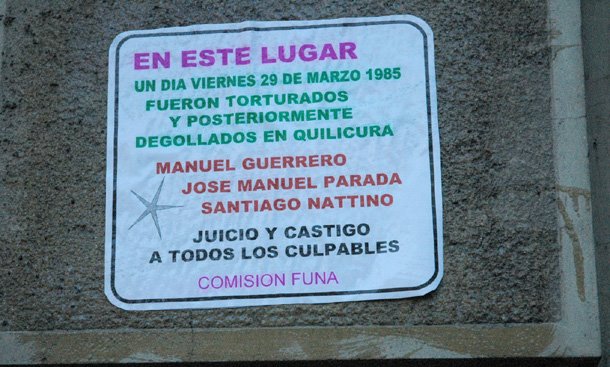 EN ESTE LUGAR
UN DIA VIERNES 29 DE MARZO 1985
FUERON TORTURADOS
Y POSTERIORMENTE
DEGOLLADOS EN QUILICURA
MANUEL GUERRERO
JOSE MANUEL PARADA
SANTIAGO NATTINO
JUICIO Y CASTIGO
A TODOS LOS CULPABLES
COMISION FUNA